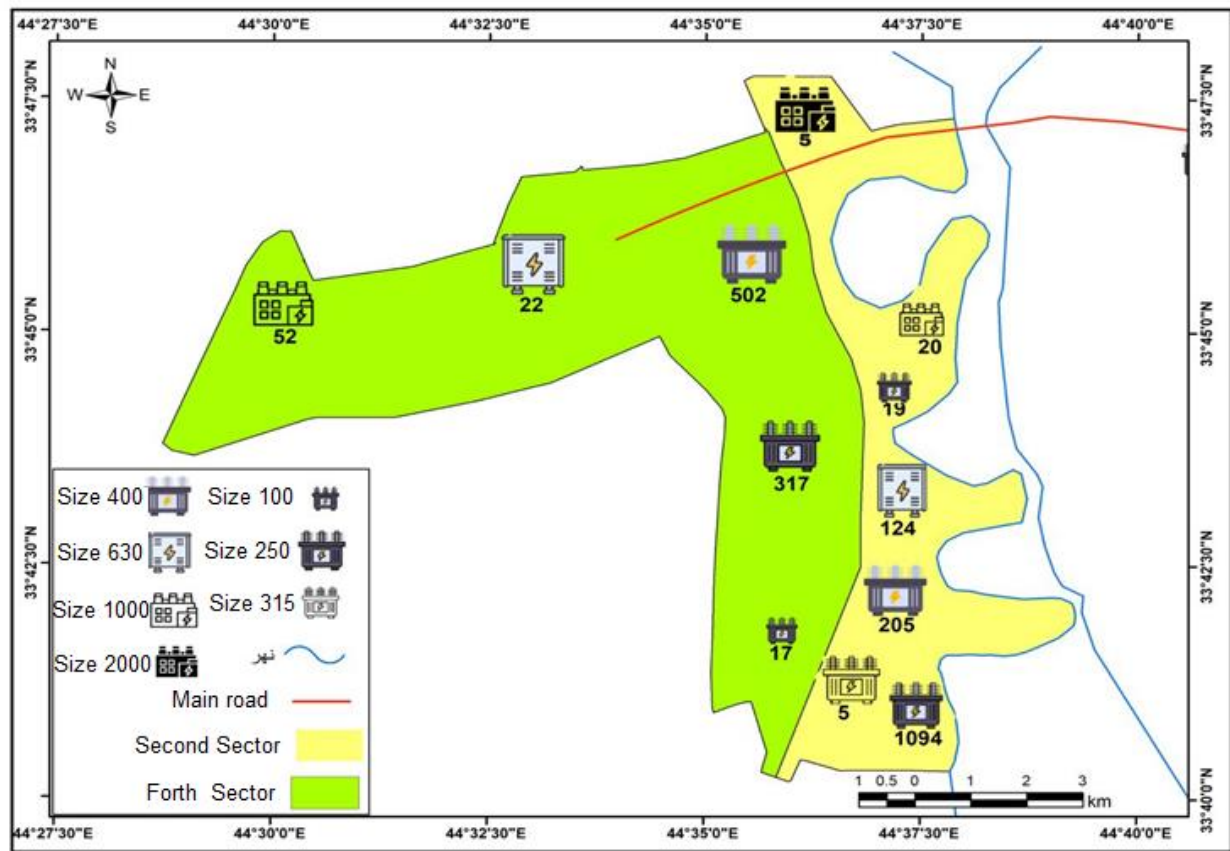 44°27'30"E 44°30'0"E 44°32'30"E 44°35'0"E 44°37'30"E 44°40'0"E
33°47'30"N 33°47'30"N
N
W E
S
5
502
22
52
20
33°45'0"N 33°45'0"N
19
317
124
33°42'30"N 33°42'30"N
205
17
5
1094
Size 400 Size 100
Size 630 Size 250
Size 1000 Size 315
Size 2000 نهر
Main road
Second Sector
Forth Sector
1 0.5 0 1 2 3
km
33°40'0"N
44°27'30"E 44°30'0"E 44°32'30"E 44°35'0"E 44°37'30"E 44°40'0"E